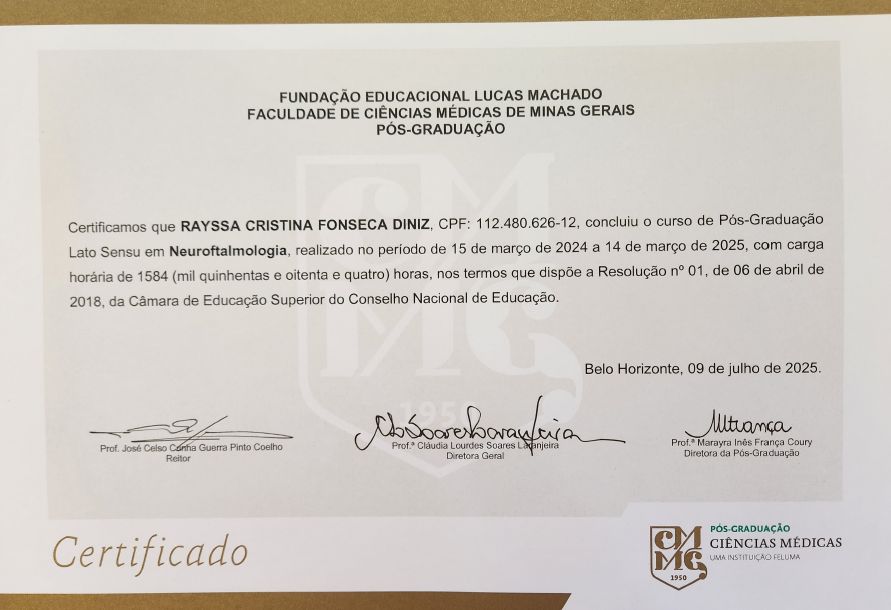 FUNDAÇÃO EDUCACIONAL LUCAS MACHADO
FACULDADE DE CIÊNCIAS MÉDICAS DE MINAS GERAIS
PÓS-GRADUAÇÃO
Certificamos que RAYSSA CRISTINA FONSECA DINIZ, CPF: 112.480.626-12, concluiu o curso de Pós-Graduação
Lato Sensu em Neuroftalmologia, realizado no período de 15 de março de 2024 a 14 de março de 2025, com carga
horária de 1584 (mil quinhentas e oitenta e quatro) horas, nos termos que dispõe a Resolução nº 01, de 06 de abril de
2018, da Câmara de Educação Superior do Conselho Nacional de Educação.
Belo Horizonte, 09 de julho de 2025.
Prof. José Celso Cunha Guerra Pinto Coelho
Reitor
Prof.ª Cláudia Lourdes Soares Laranjeira
Diretora Geral
Prof.ª Marayra Inês França Coury
Diretora da Pós-Graduação
CM
MG
1950
Certificado
CM
MG
1950
PÓS-GRADUAÇÃO
CIÊNCIAS MÉDICAS
UMA INSTITUIÇÃO FELUMA